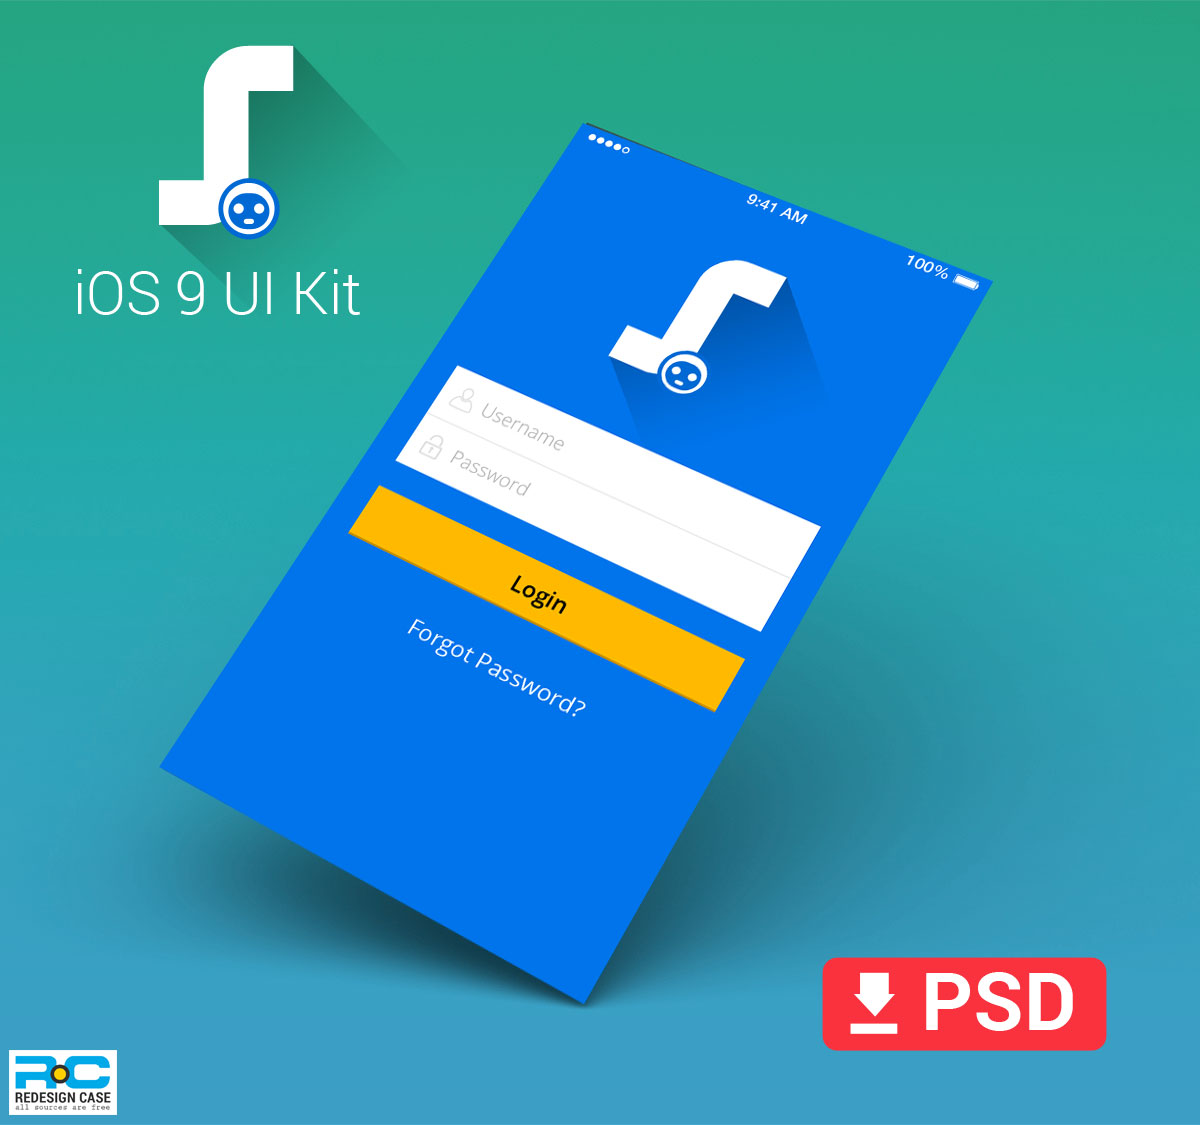 iOS 9 UI Kit
9:41 AM
100%
Username
Password
Login
Forgot Password?
PSD
RC
REDESIGN CASE
all sources are free